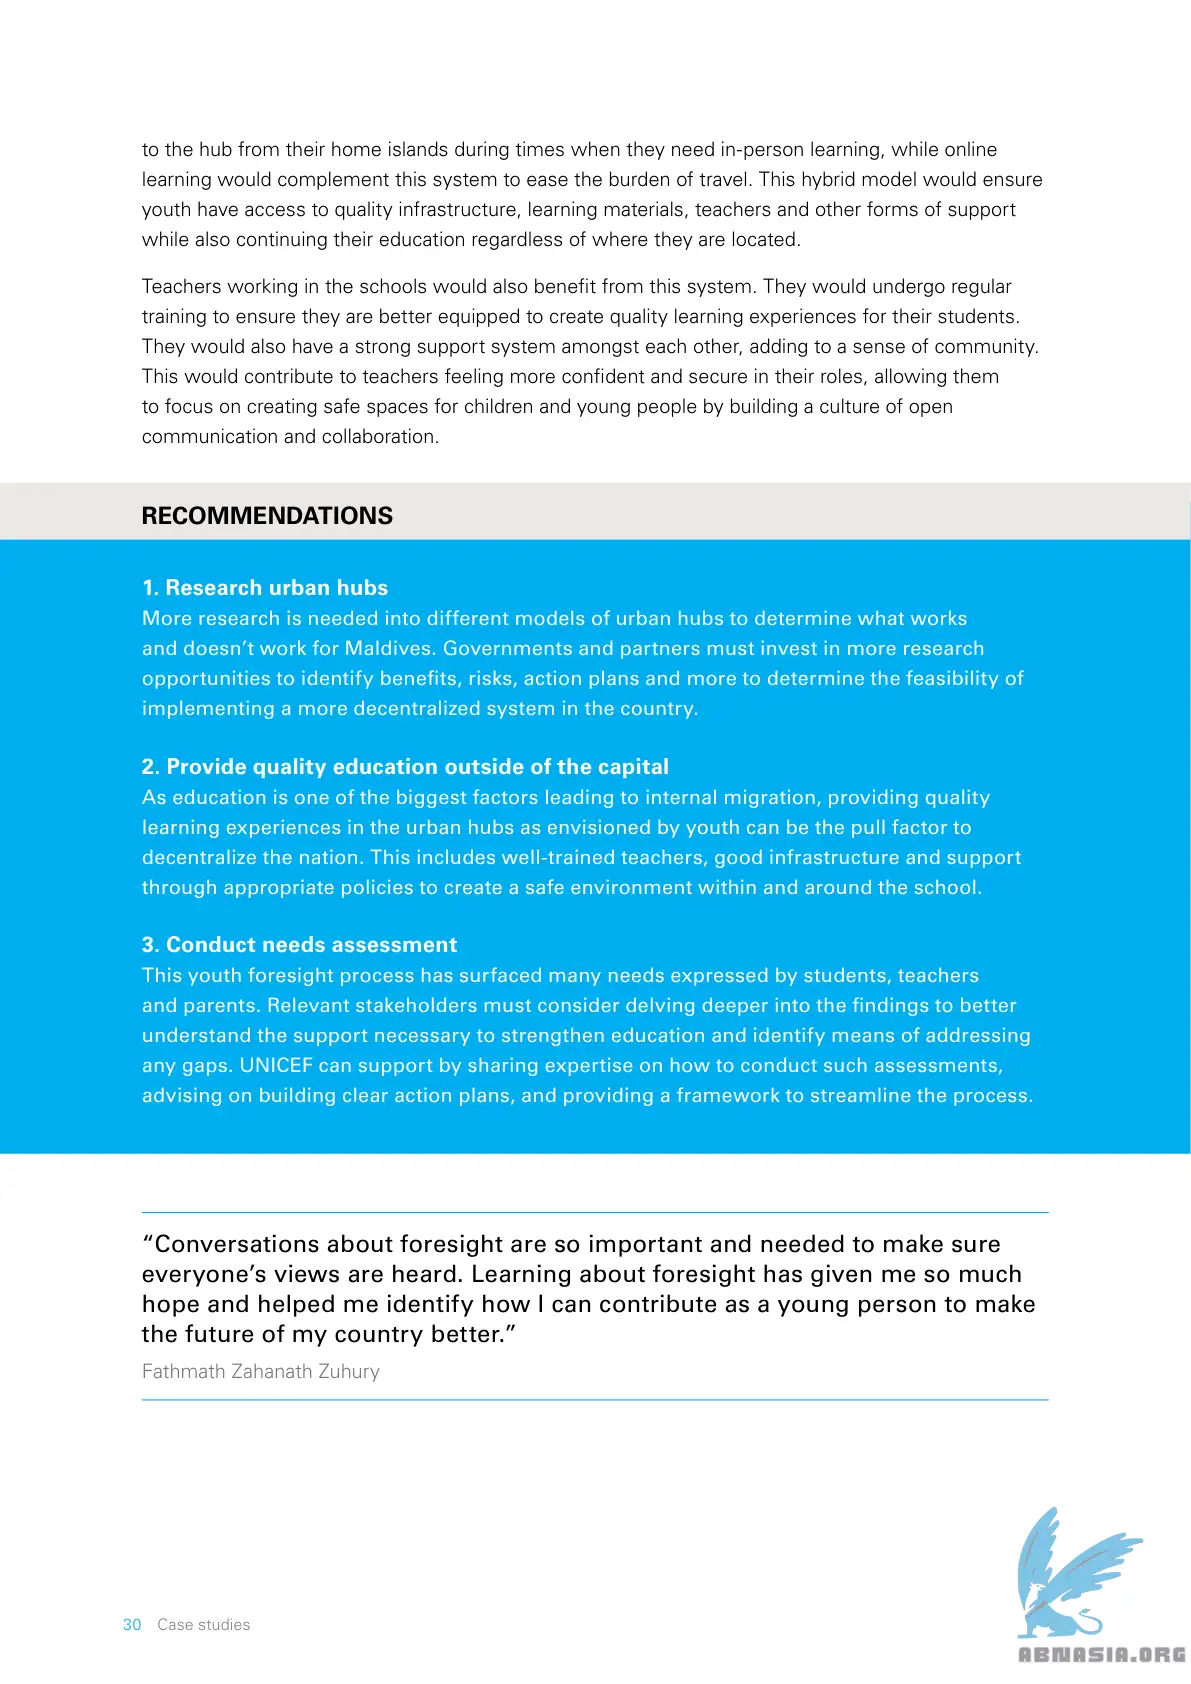 to the hub from their home islands during times when they need in-person learning, while online
learning would complement this system to ease the burden of travel. This hybrid model would ensure
youth have access to quality infrastructure, learning materials, teachers and other forms of support
while also continuing their education regardless of where they are located.
Teachers working in the schools would also benefit from this system. They would undergo regular
training to ensure they are better equipped to create quality learning experiences for their students.
They would also have a strong support system amongst each other, adding to a sense of community.
This would contribute to teachers feeling more confident and secure in their roles, allowing them
to focus on creating safe spaces for children and young people by building a culture of open
communication and collaboration.
RECOMMENDATIONS
1. Research urban hubs
More research is needed into different models of urban hubs to determine what works
and doesn’t work for Maldives. Governments and partners must invest in more research
opportunities to identify benefits, risks, action plans and more to determine the feasibility of
implementing a more decentralized system in the country.
2. Provide quality education outside of the capital
As education is one of the biggest factors leading to internal migration, providing quality
learning experiences in the urban hubs as envisioned by youth can be the pull factor to
decentralize the nation. This includes well-trained teachers, good infrastructure and support
through appropriate policies to create a safe environment within and around the school.
3. Conduct needs assessment
This youth foresight process has surfaced many needs expressed by students, teachers
and parents. Relevant stakeholders must consider delving deeper into the findings to better
understand the support necessary to strengthen education and identify means of addressing
any gaps. UNICEF can support by sharing expertise on how to conduct such assessments,
advising on building clear action plans, and providing a framework to streamline the process.
“Conversations about foresight are so important and needed to make sure
everyone’s views are heard. Learning about foresight has given me so much
hope and helped me identify how I can contribute as a young person to make
the future of my country better.”
Fathmath Zahanath Zuhury
30 Case studies
ABNASIA.ORG